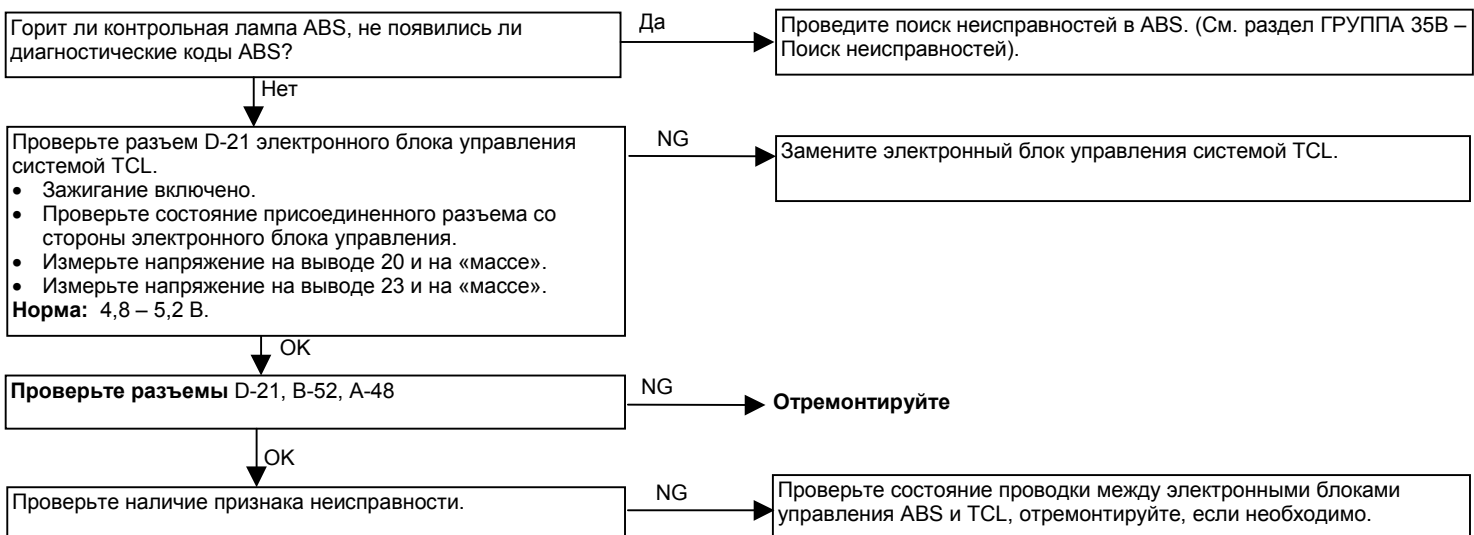 Горит ли контрольная лампа ABS, не появились ли
диагностические коды ABS?
Да
Проведите поиск неисправностей в ABS. (См. раздел ГРУППА 35B –
Поиск неисправностей).
Нет
Проверьте разъем D-21 электронного блока управления
системой TCL.
• Зажигание включено.
• Проверьте состояние присоединенного разъема со
стороны электронного блока управления.
• Измерьте напряжение на выводе 20 и на «массе».
• Измерьте напряжение на выводе 23 и на «массе».
Норма: 4,8 – 5,2 В.
NG
Замените электронный блок управления системой TCL.
OK
Проверьте разъемы D-21, B-52, A-48
NG
Отремонтируйте
OK
Проверьте наличие признака неисправности.
NG
Проверьте состояние проводки между электронными блоками
управления ABS и TCL, отремонтируйте, если необходимо.